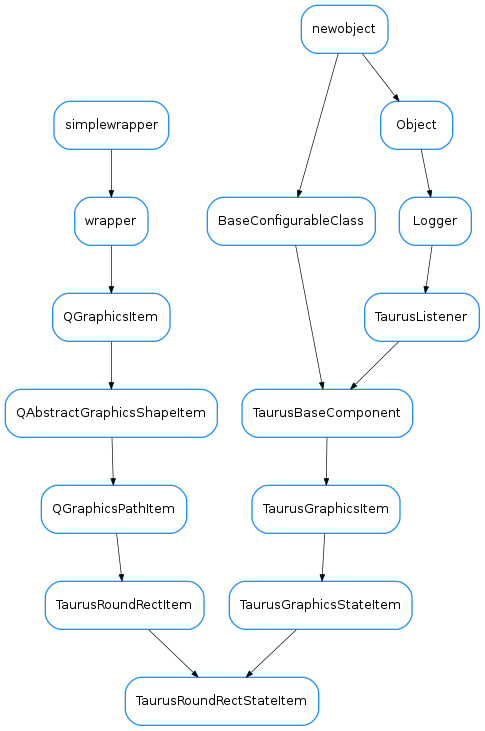 newobject
simplewrapper
Object
wrapper
BaseConfigurableClass
Logger
QGraphicsItem
TaurusListener
QAbstractGraphicsShapeItem
TaurusBaseComponent
QGraphicsPathItem
TaurusGraphicsItem
TaurusRoundRectItem
TaurusGraphicsStateItem
TaurusRoundRectStateItem